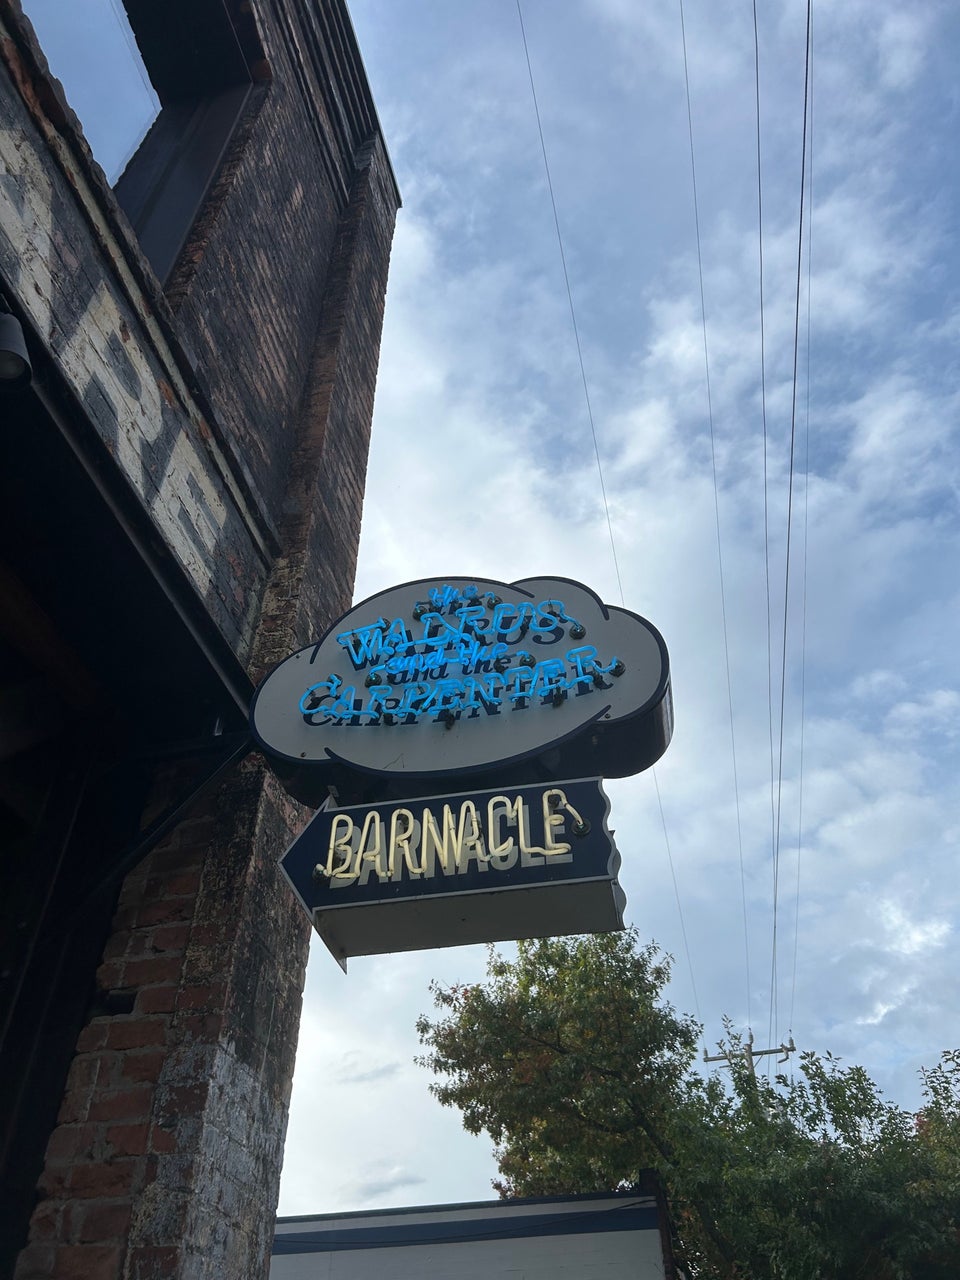 The
WALRUS
and the
CARPENTER
BARNACLE